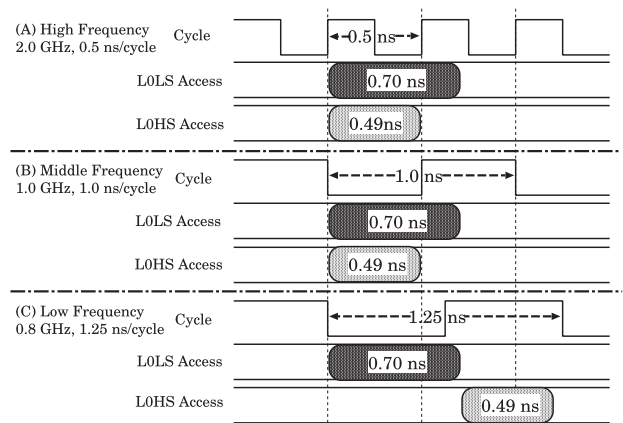 (A) High Frequency
2.0 GHz, 0.5 ns/cycle
Cycle
0.5 ns
L0LS Access
0.70 ns
L0HS Access
0.49ns
(B) Middle Frequency
1.0 GHz, 1.0 ns/cycle
Cycle
1.0 ns
L0LS Access
0.70 ns
L0HS Access
0.49 ns
(C) Low Frequency
0.8 GHz, 1.25 ns/cycle
Cycle
1.25 ns
L0LS Access
0.70 ns
L0HS Access
0.49 ns